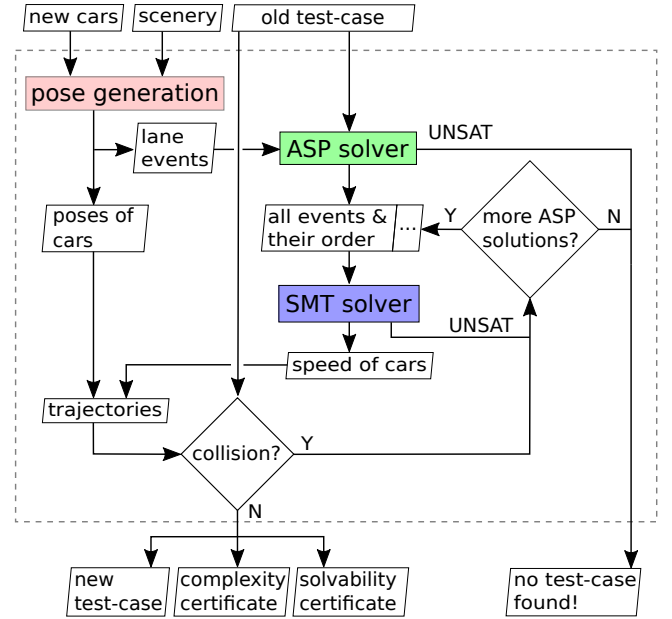 new cars
scenery
old test-case
pose generation
lane
events
ASP solver
UNSAT
poses of
cars
all events &
their order
...
Y
more ASP
solutions?
N
SMT solver
UNSAT
speed of cars
trajectories
collision?
Y
N
new
test-case
complexity
certificate
solvability
certificate
no test-case
found!